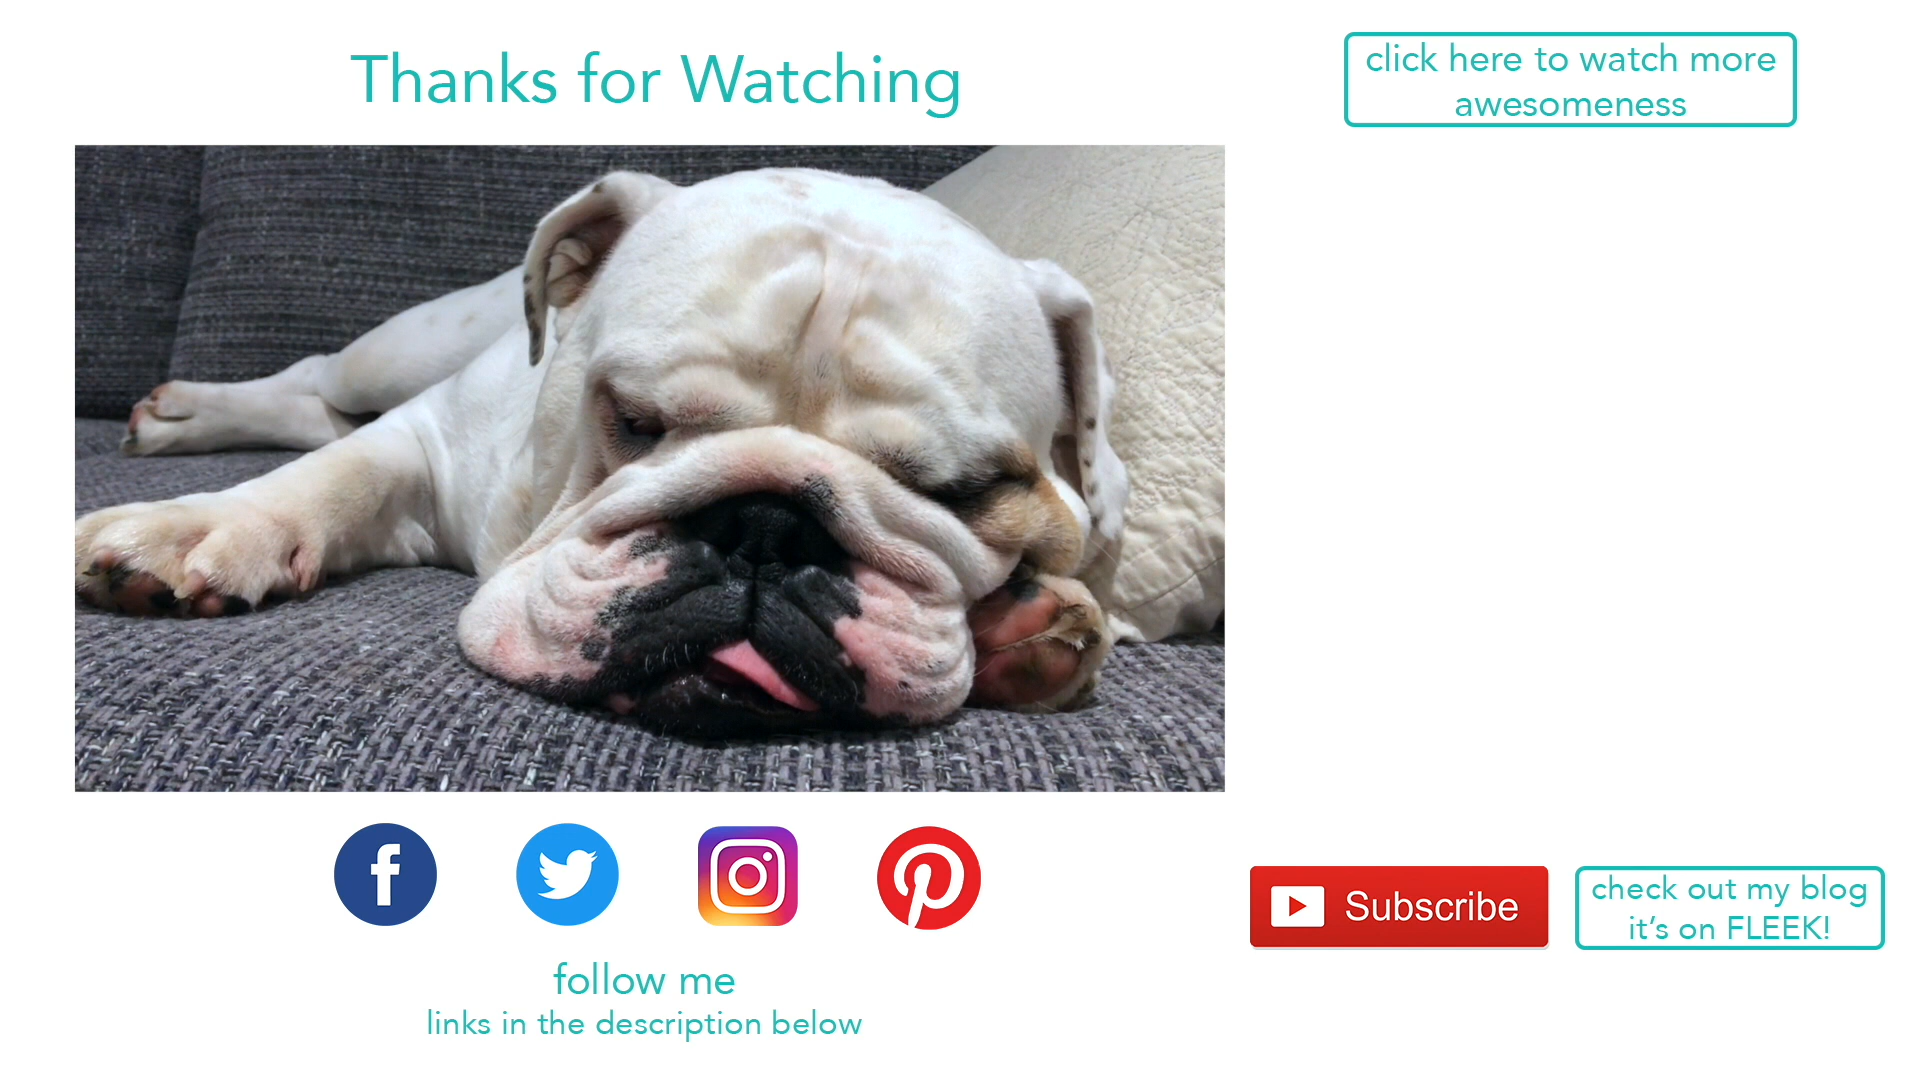 Thanks for Watching
click here to watch more
awesomeness
Subscribe
check out my blog
it's on FLEEK!
follow me
links in the description below